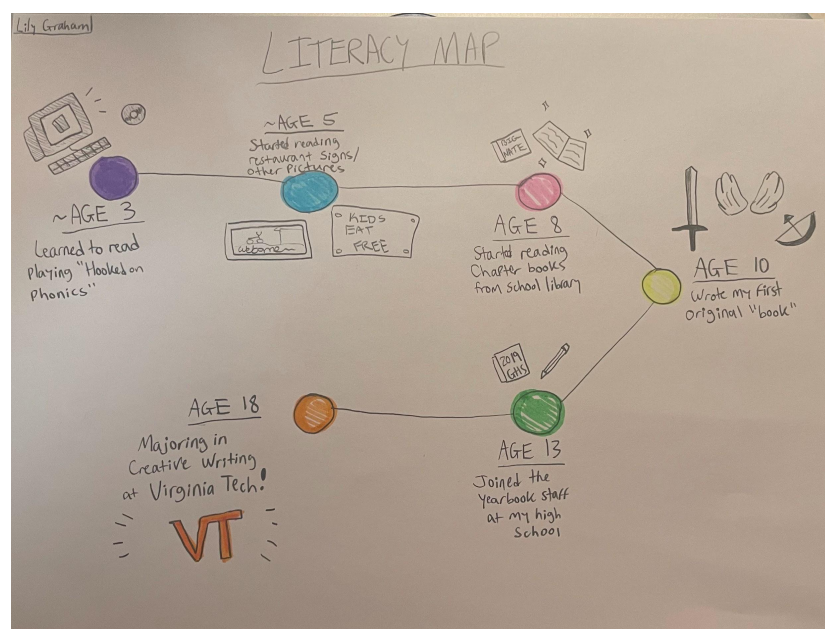 Lily Graham
LITERACY MAP
~AGE 3
Learned to read
Playing "Hooked on
Phonics"
~AGE 5
Started reading
restaurant signs/
other Pictures
welcome
KIDS
EAT
FREE
BIG
NATE
AGE 8
Started reading
Chapter books
from School library
AGE 10
Wrote my First
original "book"
2019
GHS
AGE 13
Joined the
Yearbook staff
at my high
School
AGE 18
Majoring in
Creative Writing
at Virginia Tech!
VT